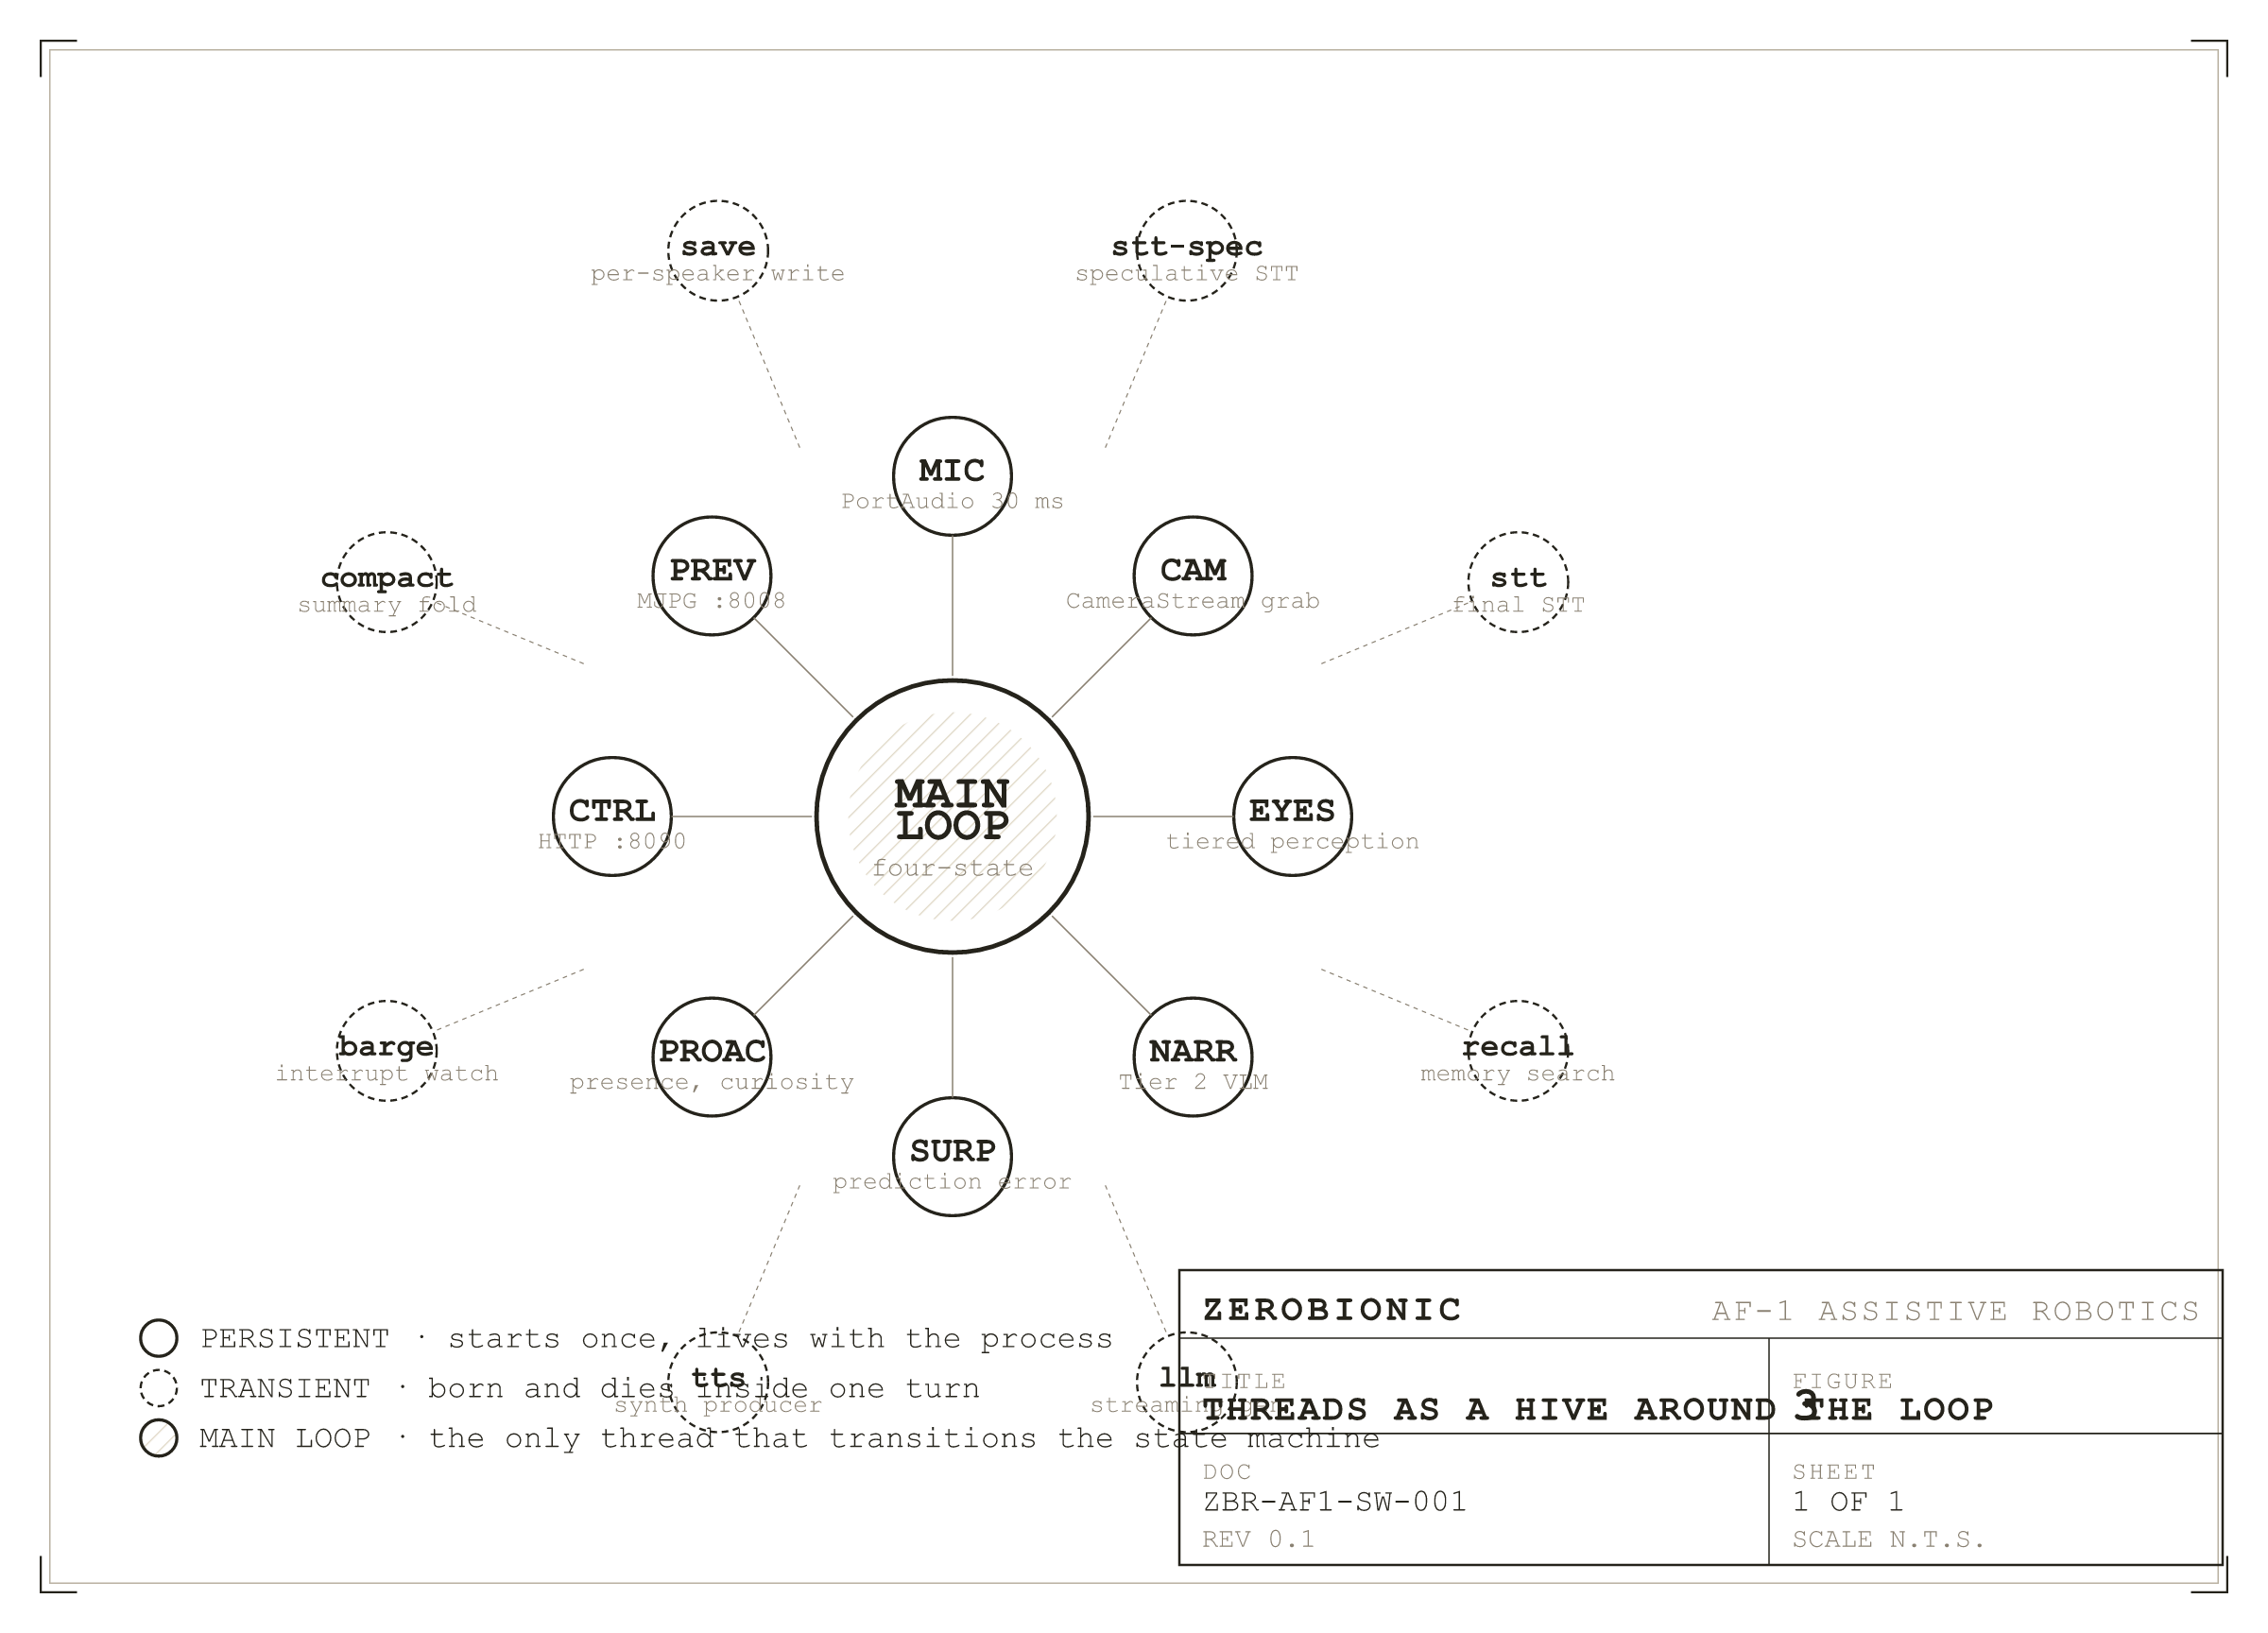 save
per-speaker write
stt-spec
speculative STT
MIC
PortAudio 30 ms
PREV
MJPG :8008
CAM
CameraStream grab
compact
summary fold
stt
final STT
MAIN
LOOP
four-state
CTRL
HTTP :8090
EYES
tiered perception
barge
interrupt watch
PROAC
presence, curiosity
NARR
Tier 2 VLM
recall
memory search
SURP
prediction error
PERSISTENT · starts once, lives with the process
TRANSIENT · born and dies inside one turn
MAIN LOOP · the only thread that transitions the state machine
tts
synth producer
llm
streaming
ZEROBIONIC
AF-1 ASSISTIVE ROBOTICS
TITLE
THREADS AS A HIVE AROUND THE LOOP
FIGURE
3
DOC
ZBR-AF1-SW-001
REV 0.1
SHEET
1 OF 1
SCALE N.T.S.